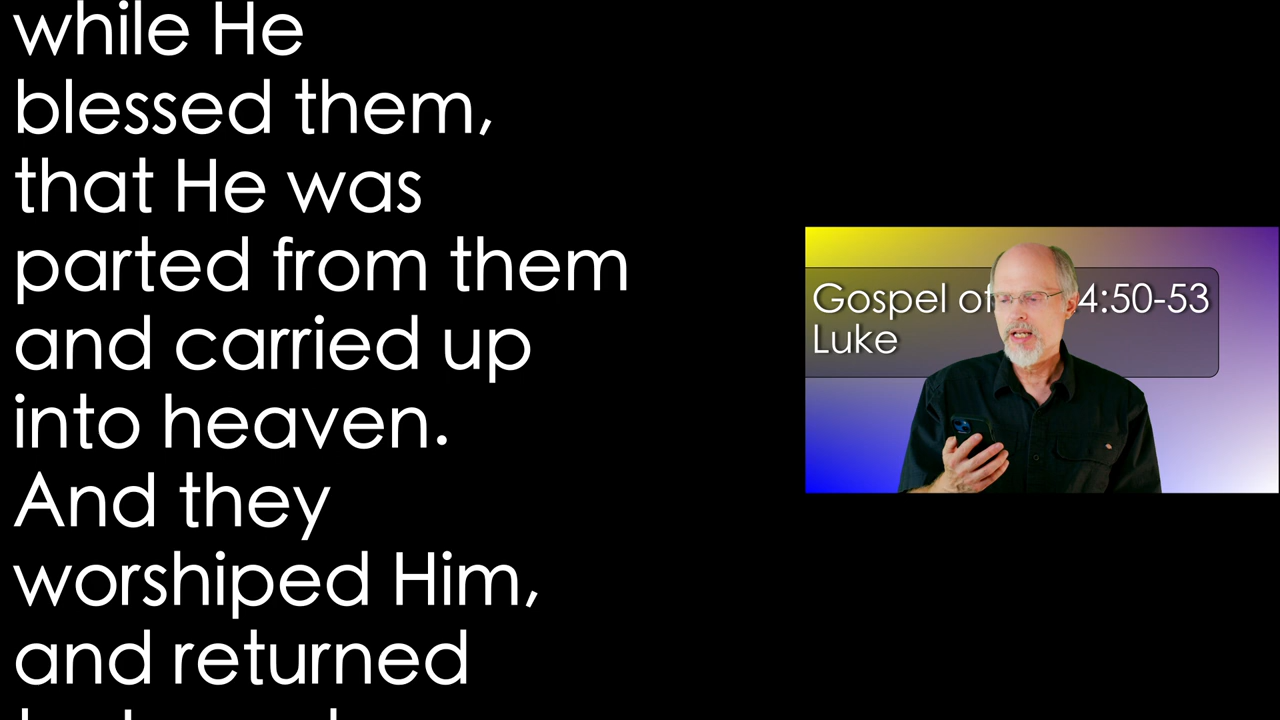 while He
blessed them,
that He was
parted from them
and carried up
into heaven.
And they
worshiped Him,
and returned
Gospel of 4:50-53
Luke